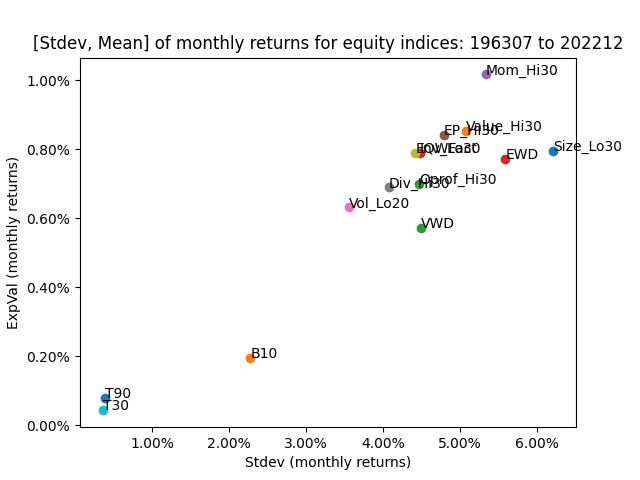 [Stdev, Mean] of monthly returns for equity indices: 196307 to 202212
1.00%
0.80%
0.60%
0.40%
0.20%
0.00%
ExpVal (monthly returns)
Mom_Hi30
Value_Hi30
EP_Hi30
Size_Lo30
EWD
Oprof_Hi30
Div_Hi30
Vol_Lo20
VWD
B10
T90
T30
1.00%
2.00%
3.00%
4.00%
5.00%
6.00%
Stdev (monthly returns)